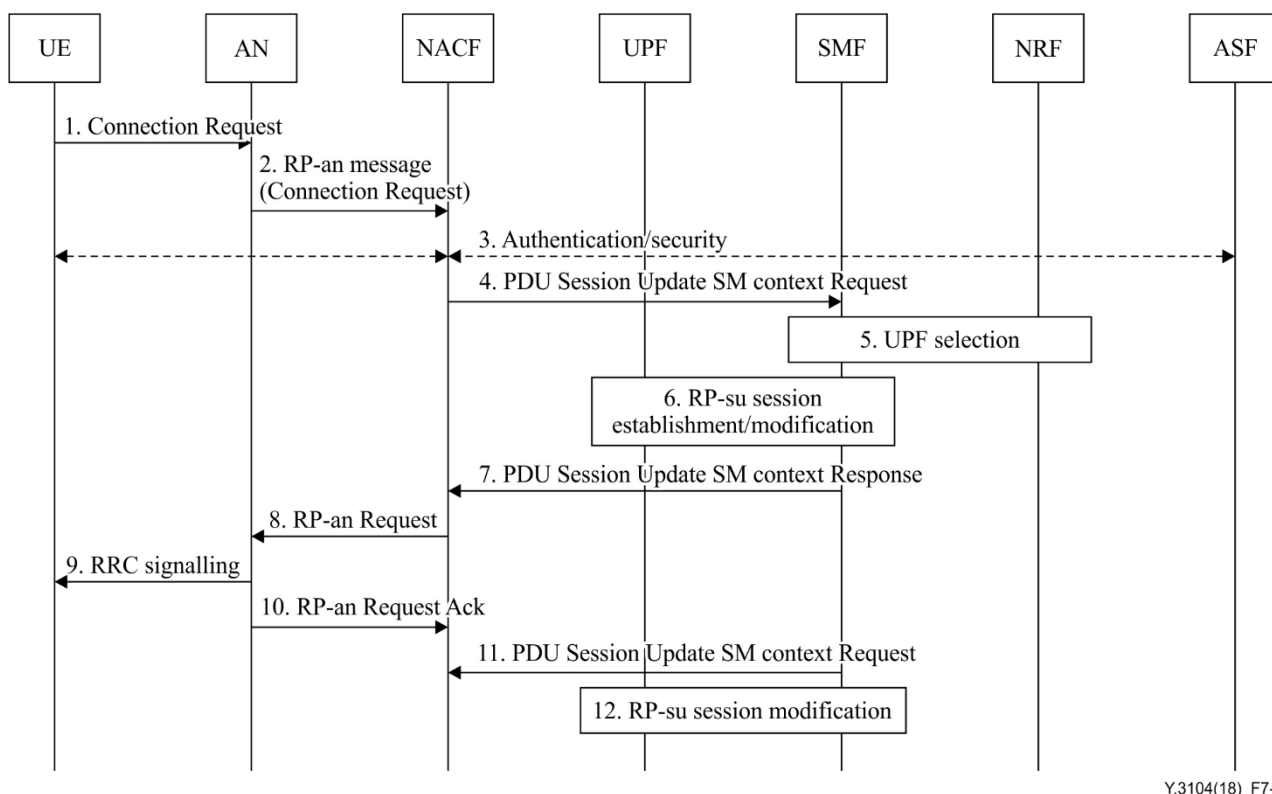 UE
AN
NACF
UPF
SMF
NRF
ASF
1. Connection Request
2. RP-an message
(Connection Request)
3. Authentication/security
4. PDU Session Update SM context Request
5. UPF selection
6. RP-su session
establishment/modification
7. PDU Session Update SM context Response
8. RP-an Request
9. RRC signalling
10. RP-an Request Ack
11. PDU Session Update SM context Request
12. RP-su session modification
Y.3104(18)_F7-